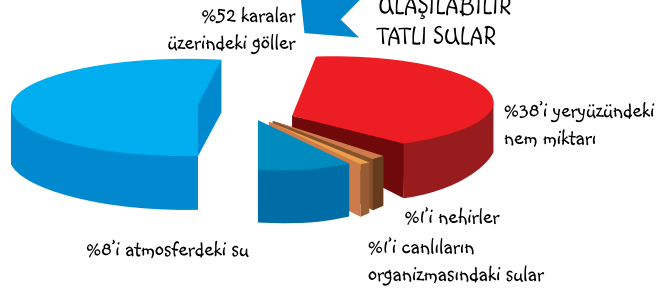 ULAŞILABİLİR
TATLI SULAR
%52 karalar
üzerindeki göller
%38'i yeryüzündeki
nem miktarı
%1'i nehirler
%1'i canlıların
organizmasındaki sular
%8'i atmosferdeki su